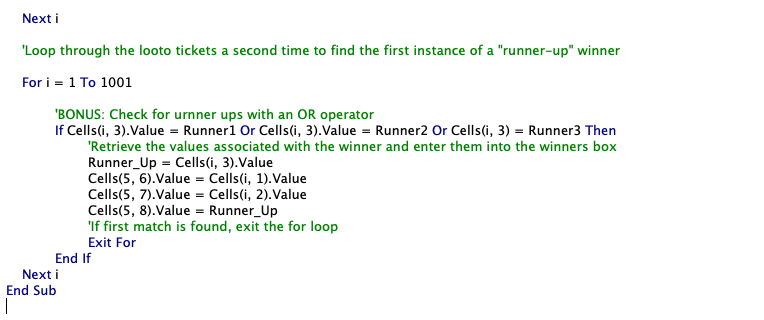 Next i
'Loop through the looto tickets a second time to find the first instance of a "runner-up" winner
For i = 1 To 1001
'BONUS: Check for urnner ups with an OR operator
If Cells(i, 3).Value = Runner1 Or Cells(i, 3).Value = Runner2 Or Cells(i, 3) = Runner3 Then
'Retrieve the values associated with the winner and enter them into the winners box
Runner_Up = Cells(i, 3).Value
Cells(5, 6).Value = Cells(i, 1).Value
Cells(5, 7).Value = Cells(i, 2).Value
Cells(5, 8).Value = Runner_Up
'If first match is found, exit the for loop
Exit For
End If
Next i
End Sub